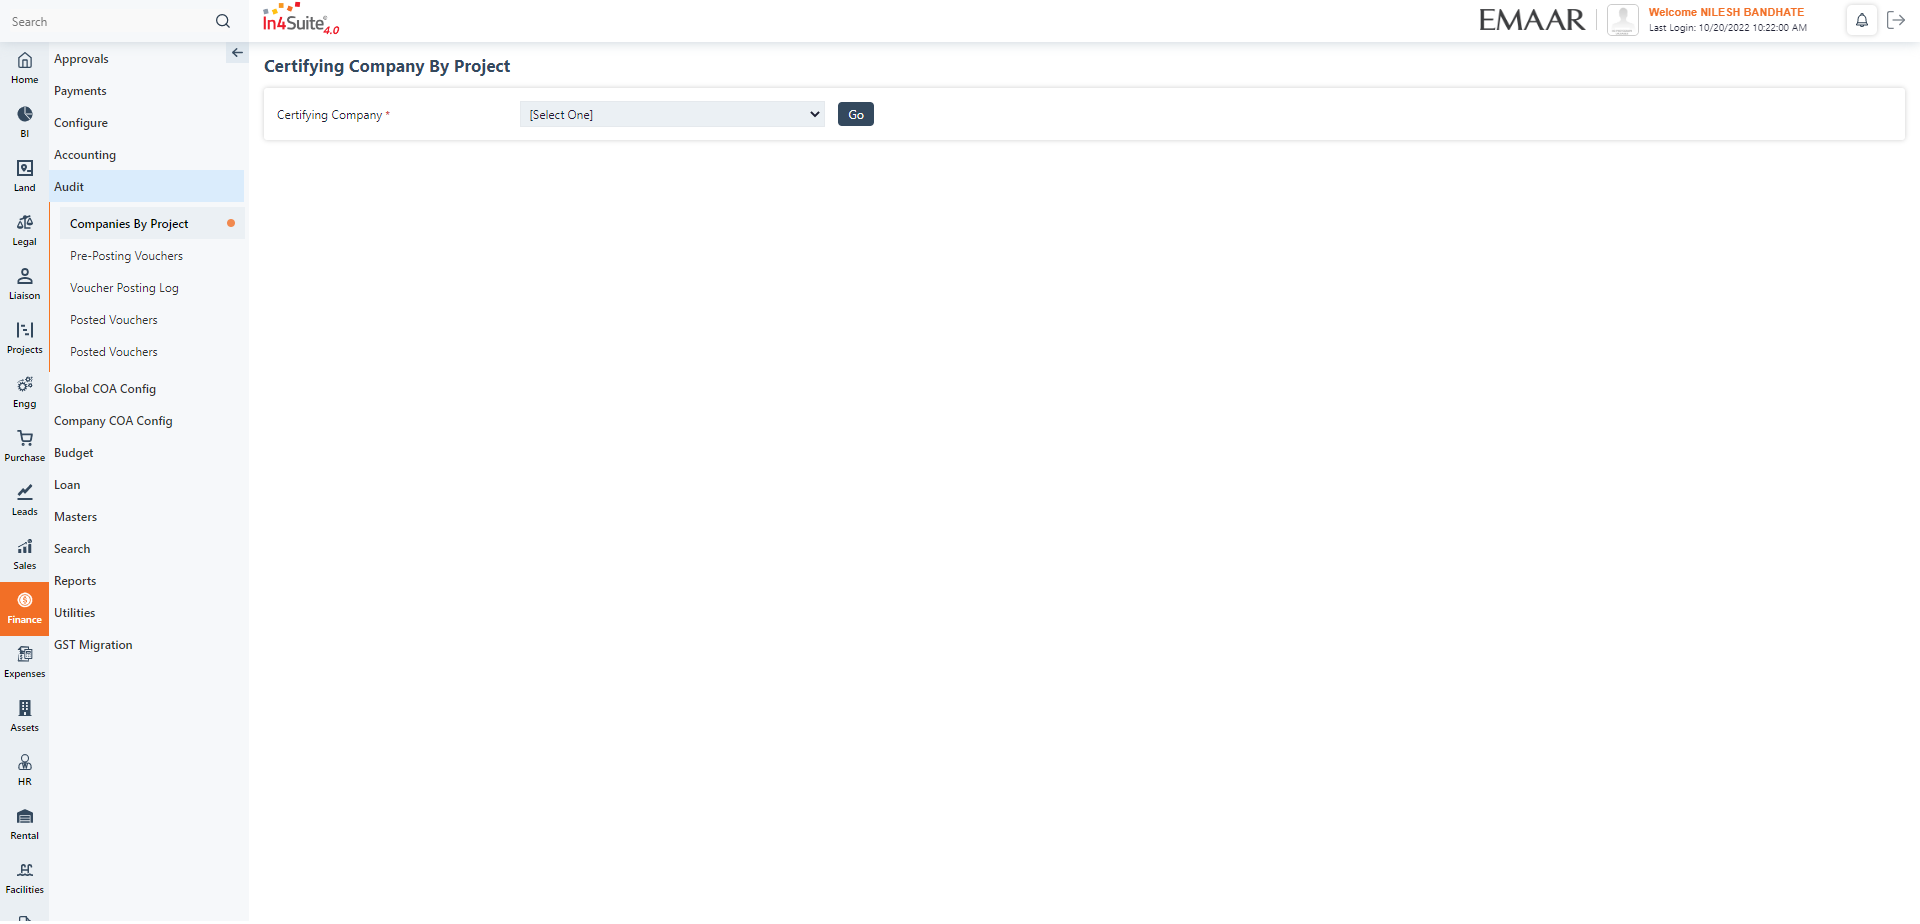 Search
In4Suite®4.0
EMAAR
Welcome NILESH BANDHATE
Last Login: 10/20/2022 10:22:00 AM
Home
BI
Land
Legal
Liaison
Projects
Engg
Purchase
Leads
Sales
Finance
Expenses
Assets
HR
Rental
Facilities
Approvals
Payments
Configure
Accounting
Audit
Companies By Project
Pre-Posting Vouchers
Voucher Posting Log
Posted Vouchers
Posted Vouchers
Global COA Config
Company COA Config
Budget
Loan
Masters
Search
Reports
Utilities
GST Migration
Certifying Company By Project
Certifying Company * [Select One] Go